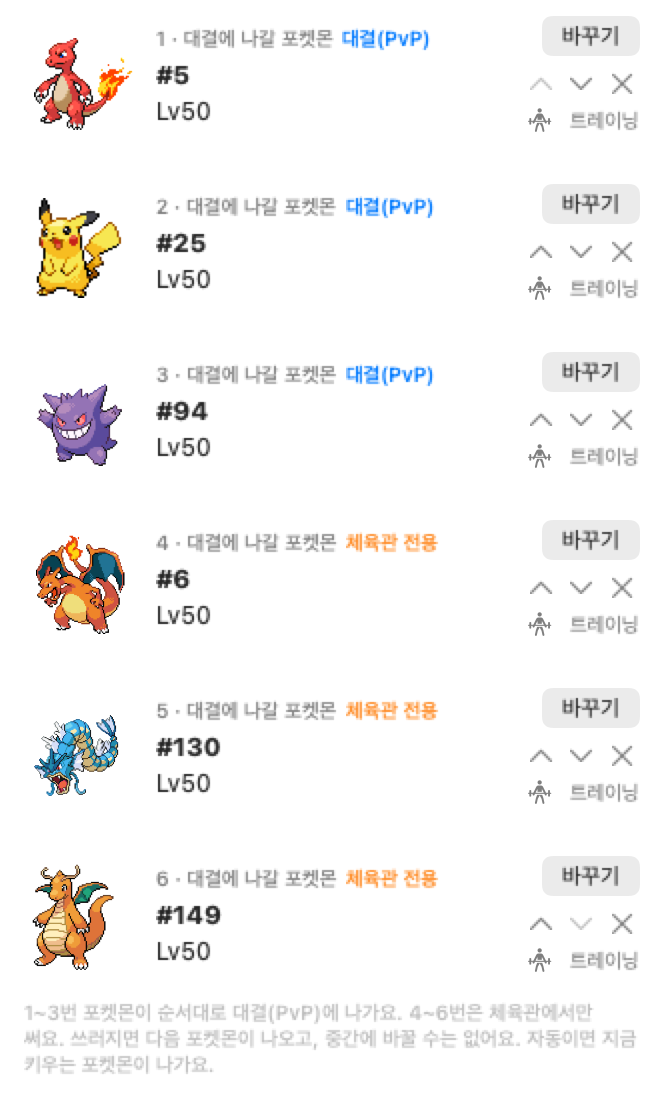 1 · 대결에 나갈 포켓몬 대결(PvP) 바꾸기
#5
Lv50 트레이닝
2 · 대결에 나갈 포켓몬 대결(PvP) 바꾸기
#25
Lv50 트레이닝
3 · 대결에 나갈 포켓몬 대결(PvP) 바꾸기
#94
Lv50 트레이닝
4 · 대결에 나갈 포켓몬 체육관 전용 바꾸기
#6
Lv50 트레이닝
5 · 대결에 나갈 포켓몬 체육관 전용 바꾸기
#130
Lv50 트레이닝
6 · 대결에 나갈 포켓몬 체육관 전용 바꾸기
#149
Lv50 트레이닝
1~3번 포켓몬이 순서대로 대결(PvP)에 나가요. 4~6번은 체육관에서만
써요. 쓰러지면 다음 포켓몬이 나오고, 중간에 바꿀 수는 없어요. 자동이면 지금
키우는 포켓몬이 나가요.